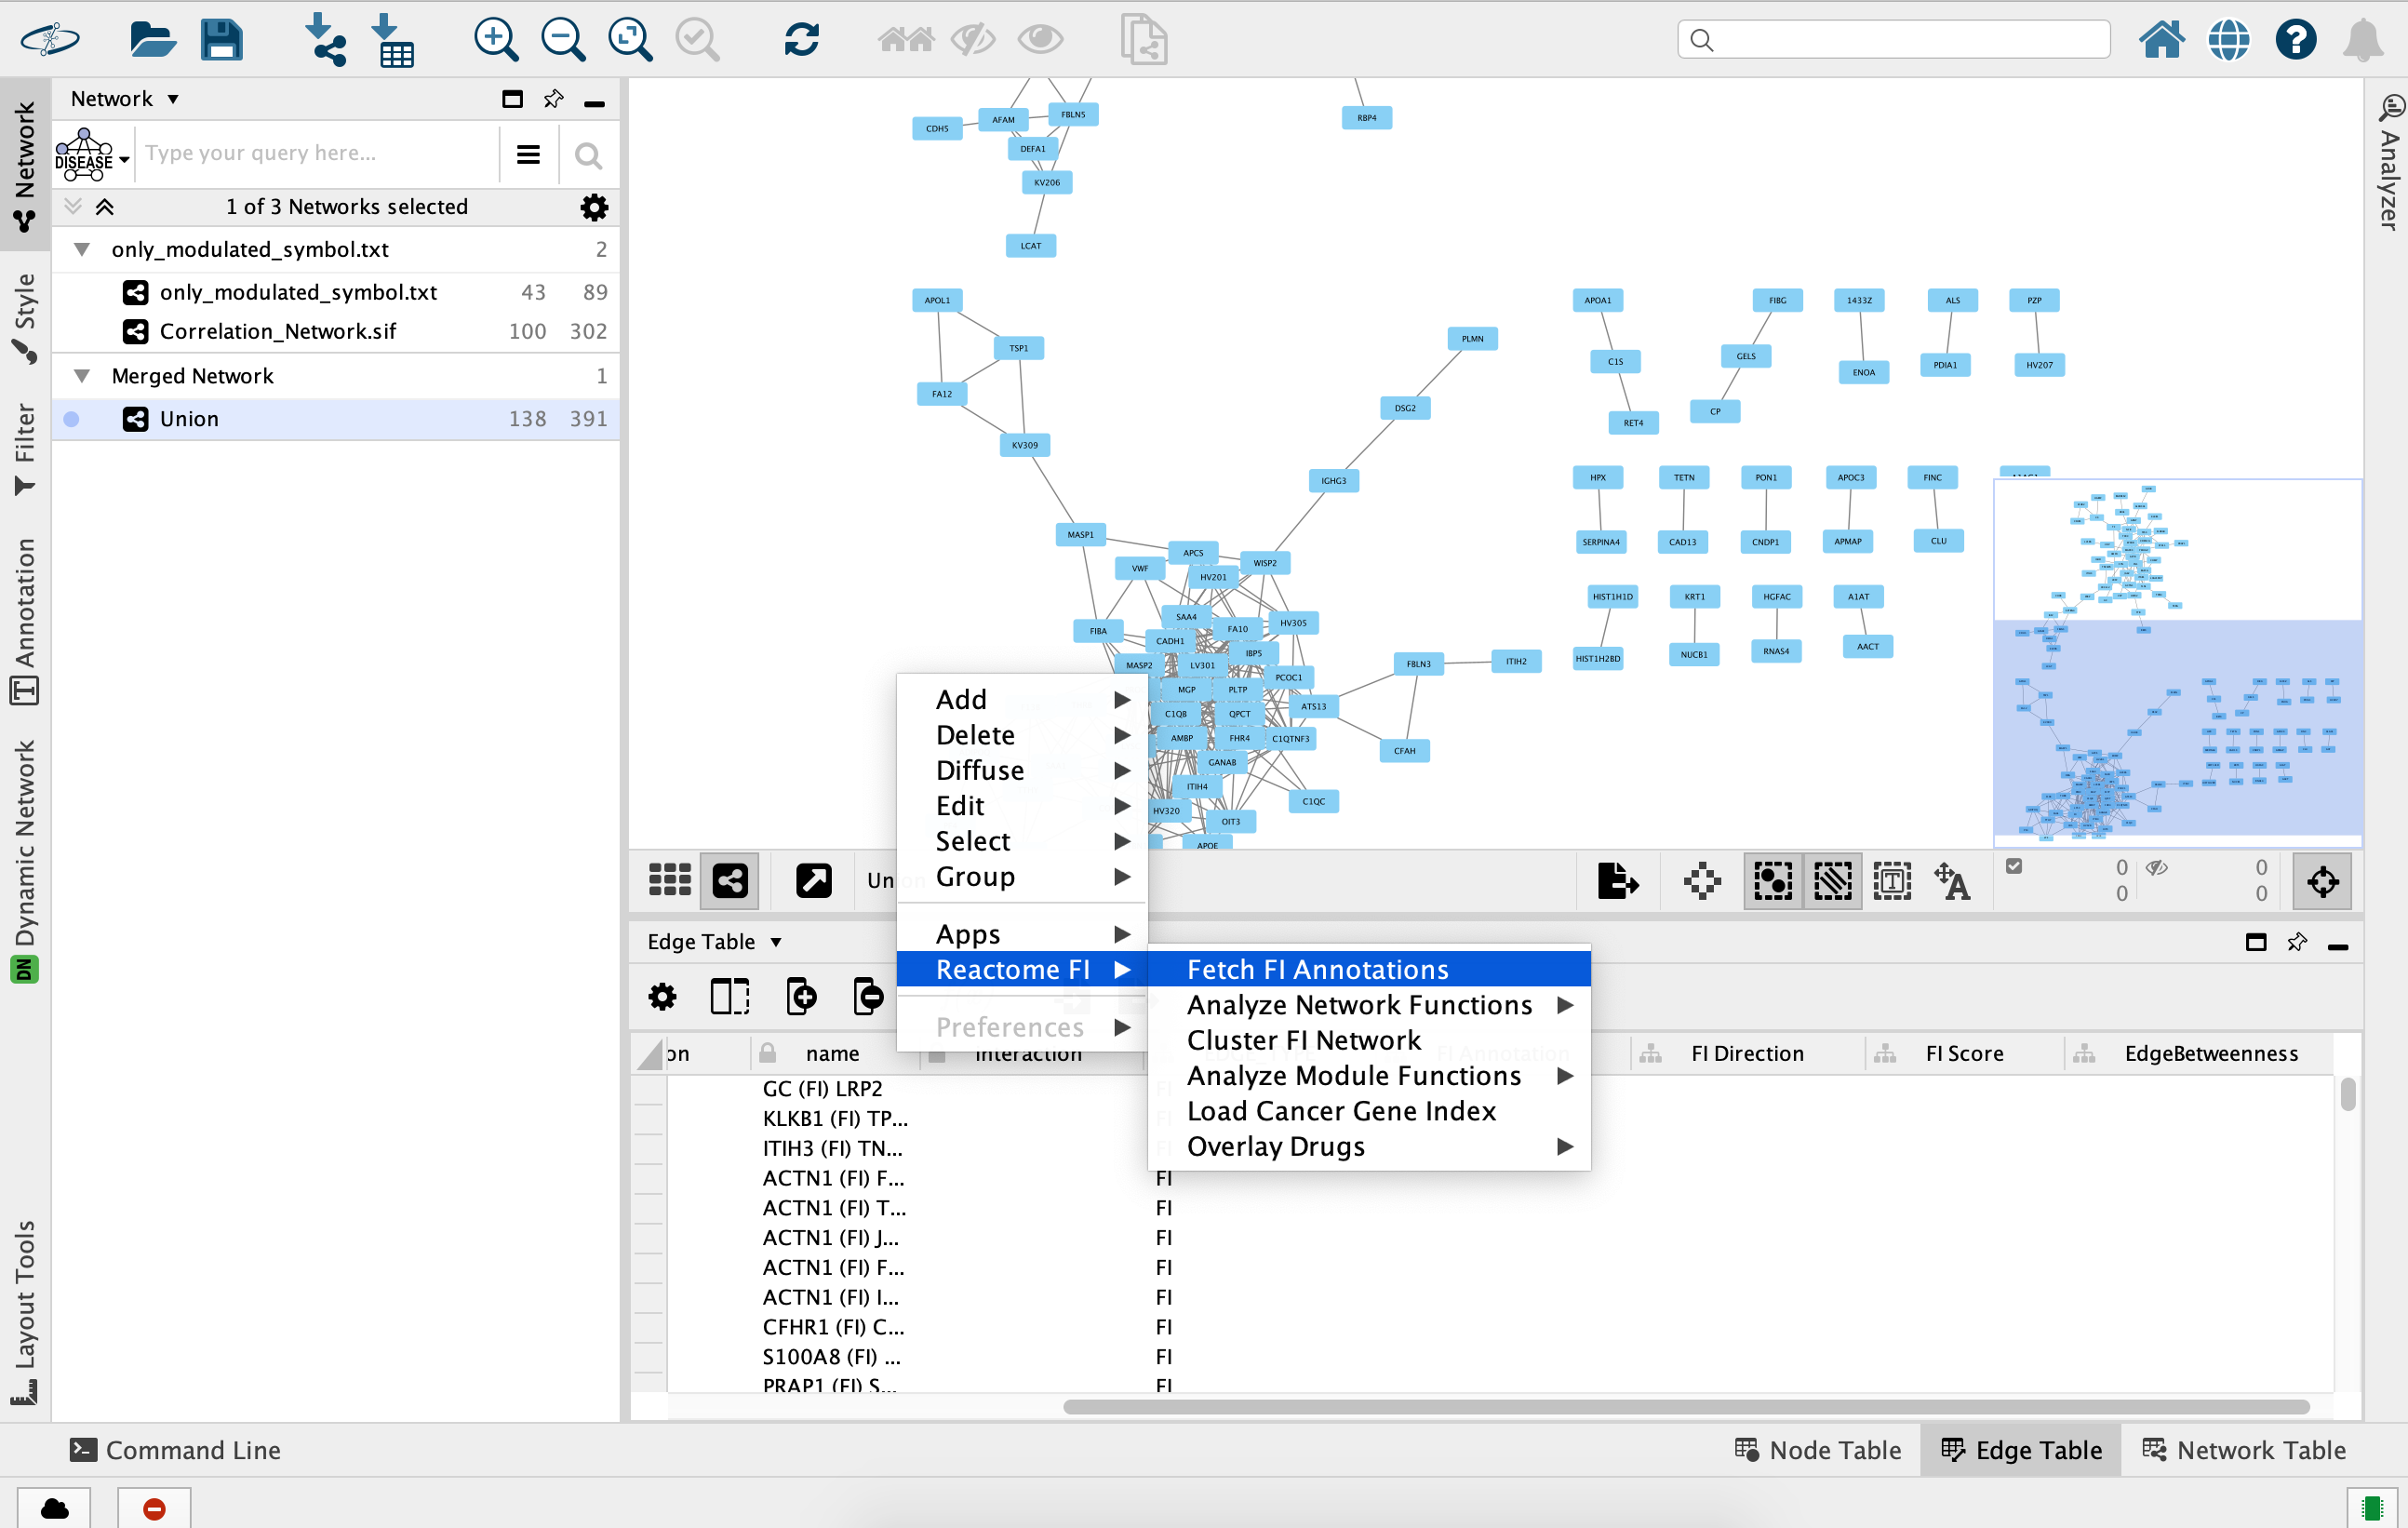 Network
DISEASE
Type your query here...
1 of 3 Networks selected
only_modulated_symbol.txt 2
only_modulated_symbol.txt 43 89
Correlation_Network.sif 100 302
Merged Network 1
Union 138 391
Network
Style
Filter
Annotation
Dynamic Network
DN
Layout Tools
Analyzer
RBP4
FBLN5
AFAM
CDH5
DEFA1
KV206
LCAT
APOL1
TSP1
FA12
KV309
PLMN
DSG2
IGHG3
MASP1
APCS
VWF
WISP2
HV201
SAA4
FA10
HV305
FIBA
CADH1
IBP5
MASP2
LV301
PCOC1
MGP
PLTP
ATS13
C1QB
QPCT
AMBP
FHR4
C1QTNF3
GANAB
ITIH4
C1QC
HV320
OIT3
APOE
FBLN3
ITIH2
CFAH
APOA1
FIBG
1433Z
ALS
PZP
C1S
GELS
ENOA
PDIA1
HV207
RET4
CP
HPX
TETN
PON1
APOC3
FINC
SERPINA4
CAD13
CNDP1
APMAP
CLU
HIST1H1D
KRT1
HGFAC
A1AT
HIST1H2BD
NUCB1
RNAS4
AACT
Add
Delete
Diffuse
Edit
Select
Group
Apps
Reactome FI
Preferences
Fetch FI Annotations
Analyze Network Functions
Cluster FI Network
Analyze Module Functions
Load Cancer Gene Index
Overlay Drugs
Union
T
A
0 0
0 0
Edge Table
on name interaction EDGE_TYPE FI Annotation FI Direction FI Score EdgeBetweenness
GC (FI) LRP2 FI
KLKB1 (FI) TP... FI
ITIH3 (FI) TN... FI
ACTN1 (FI) F... FI
ACTN1 (FI) T... FI
ACTN1 (FI) J... FI
ACTN1 (FI) F... FI
ACTN1 (FI) I... FI
CFHR1 (FI) C... FI
S100A8 (FI) ... FI
PRAP1 (FI) S... FI
Command Line
Node Table
Edge Table
Network Table